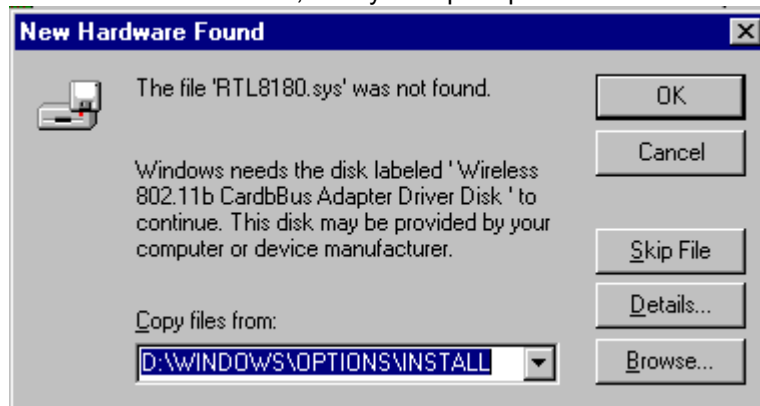 New Hardware Found
The file 'RTL8180.sys' was not found.
OK
Cancel
Windows needs the disk labeled ' Wireless
802.11b CardbBus Adapter Driver Disk ' to
continue. This disk may be provided by your
computer or device manufacturer.
Skip File
Details...
Copy files from:
D:\WINDOWS\OPTIONS\INSTALL
Browse...